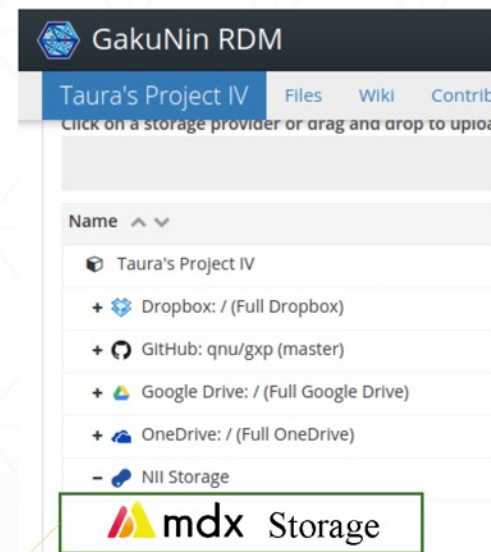 GakuNin RDM
Taura's Project IV Files Wiki Contrib
Click on a storage provider or drag and drop to uploa
Name
Taura's Project IV
+ Dropbox: / (Full Dropbox)
+ GitHub: qnu/gxp (master)
+ Google Drive: / (Full Google Drive)
+ OneDrive: / (Full OneDrive)
− NII Storage
mdx Storage